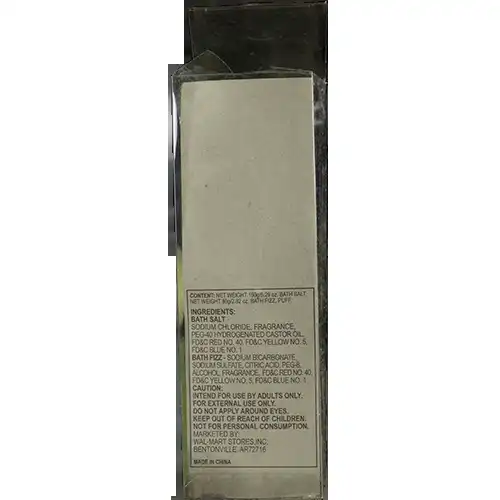 CONTENT: NET WEIGHT 150g/5.29 oz. BATH SALT
NET WEIGHT 80g/2.82 oz. BATH FIZZ, PUFF
INGREDIENTS:
BATH SALT -
SODIUM CHLORIDE, FRAGRANCE,
PEG-40 HYDROGENATED CASTOR OIL,
FD&C RED NO. 40, FD&C YELLOW NO. 5,
FD&C BLUE NO. 1
BATH FIZZ - SODIUM BICARBONATE,
SODIUM SULFATE, CITRIC ACID, PEG-8,
ALCOHOL, FRAGRANCE, FD&C RED NO. 40,
FD&C YELLOW NO. 5, FD&C BLUE NO. 1
CAUTION:
INTEND FOR USE BY ADULTS ONLY.
FOR EXTERNAL USE ONLY.
DO NOT APPLY AROUND EYES.
KEEP OUT OF REACH OF CHILDREN.
NOT FOR PERSONAL CONSUMPTION.
MARKETED BY:
WAL-MART STORES, INC.
BENTONVILLE, AR72716
MADE IN CHINA